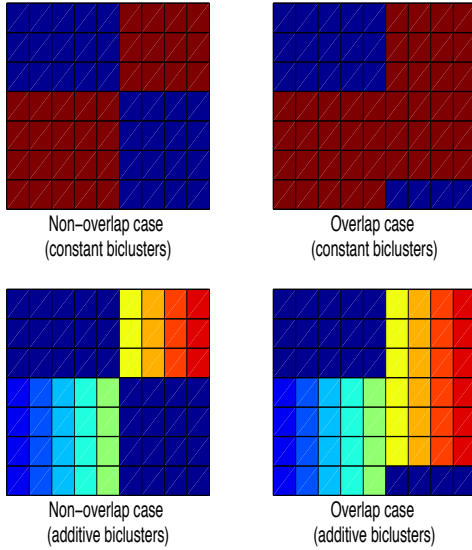 Non−overlap case
(constant biclusters)
Overlap case
(constant biclusters)
Non−overlap case
(additive biclusters)
Overlap case
(additive biclusters)